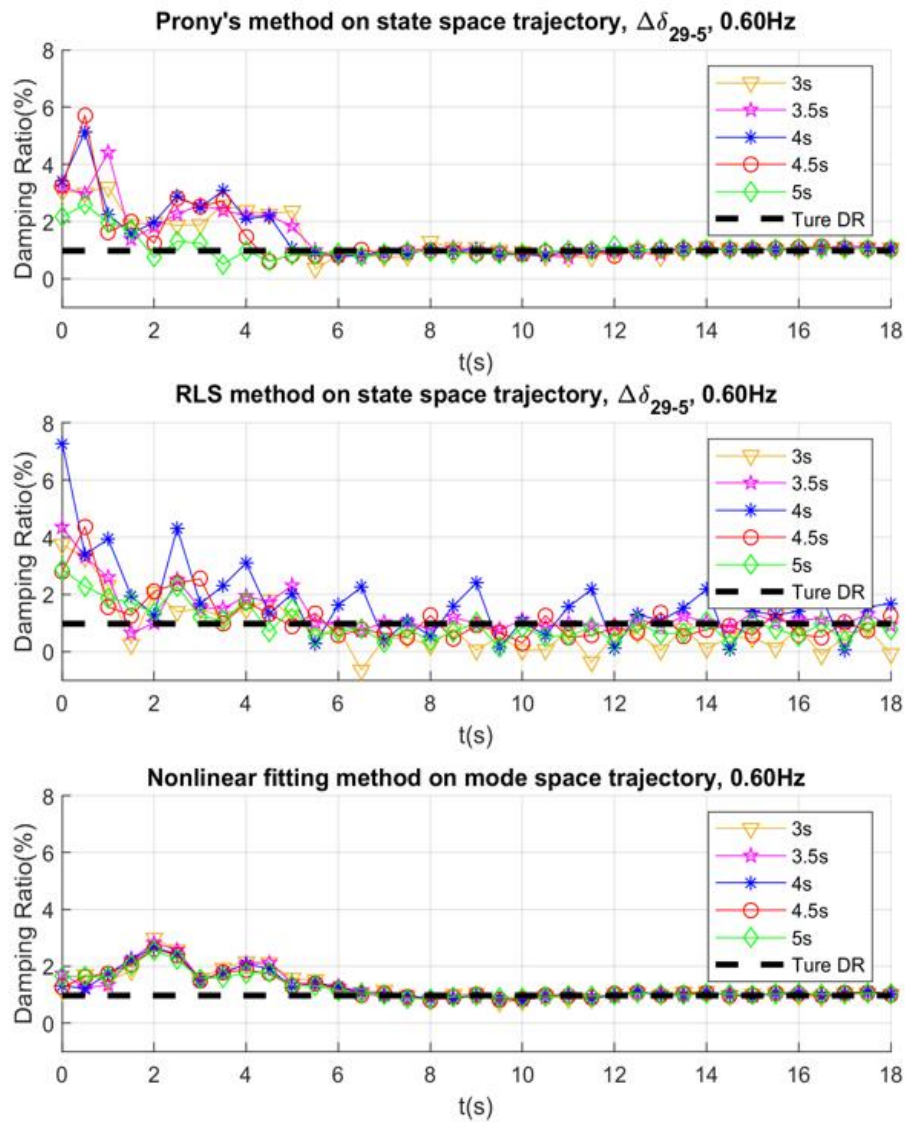 Prony's method on state space trajectory, Δδ29-5, 0.60Hz
8
6
4
2
0
Damping Ratio(%)
3s
3.5s
4s
4.5s
5s
Ture DR
0 2 4 6 8 10 12 14 16 18
t(s)
RLS method on state space trajectory, Δδ29-5, 0.60Hz
8
6
4
2
0
Damping Ratio(%)
3s
3.5s
4s
4.5s
5s
Ture DR
0 2 4 6 8 10 12 14 16 18
t(s)
Nonlinear fitting method on mode space trajectory, 0.60Hz
8
6
4
2
0
Damping Ratio(%)
3s
3.5s
4s
4.5s
5s
Ture DR
0 2 4 6 8 10 12 14 16 18
t(s)